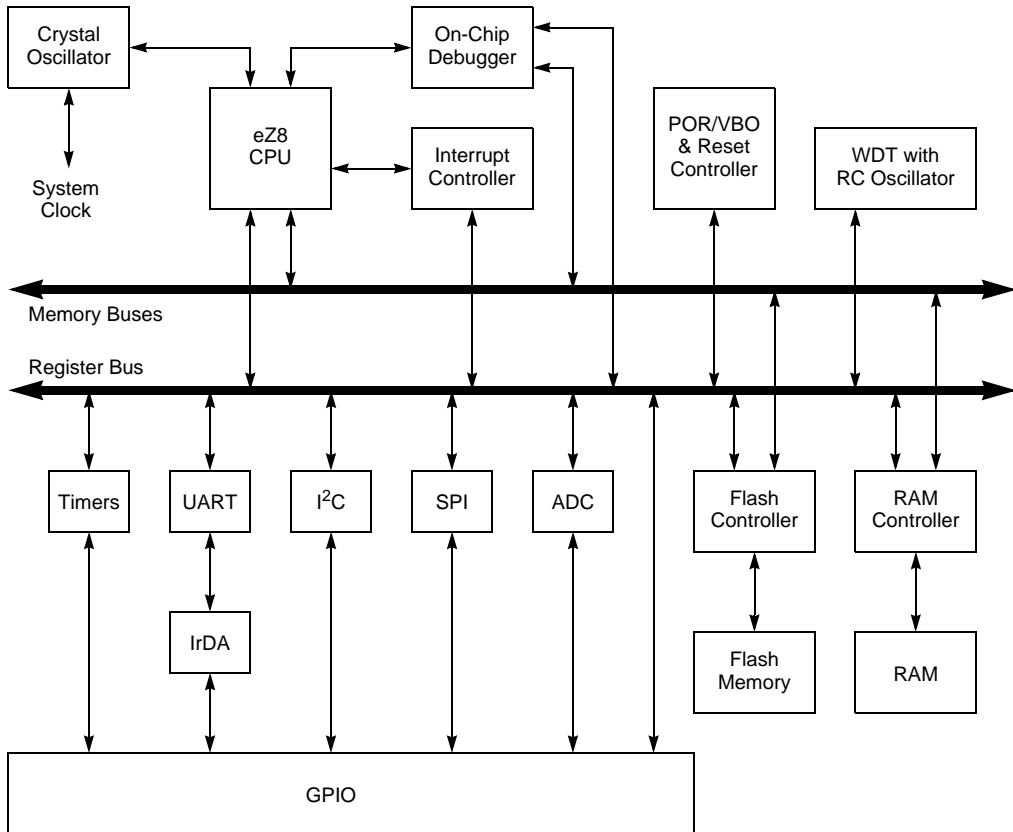 Crystal
Oscillator
On-Chip
Debugger
eZ8
CPU
Interrupt
Controller
POR/VBO
& Reset
Controller
WDT with
RC Oscillator
System
Clock
Memory Buses
Register Bus
Timers
UART
I²C
SPI
ADC
Flash
Controller
RAM
Controller
IrDA
Flash
Memory
RAM
GPIO